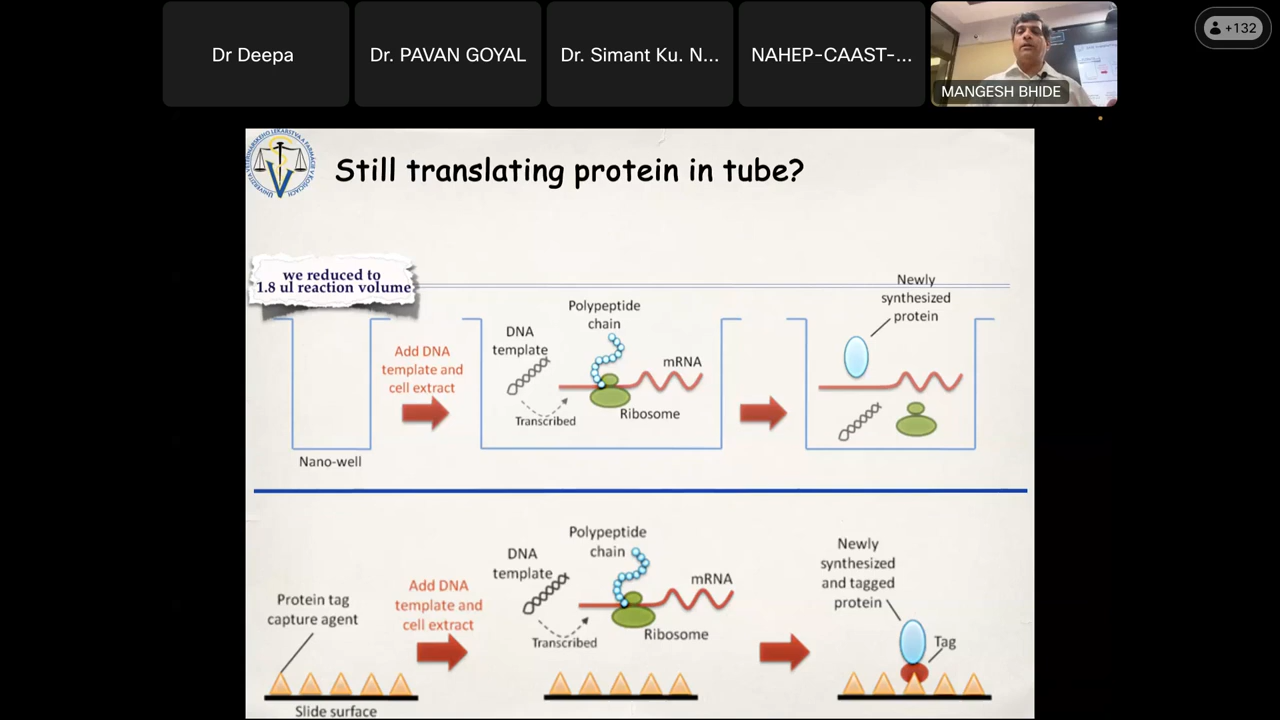 Dr Deepa
Dr. PAVAN GOYAL
Dr. Simant Ku. N...
NAHEP-CAAST-...
MANGESH BHIDE
+132
Still translating protein in tube?
we reduced to
1.8 ul reaction volume
Nano-well
Add DNA
template and
cell extract
DNA
template
Polypeptide
chain
mRNA
Transcribed
Ribosome
Newly
synthesized
protein
Protein tag
capture agent
Slide surface
Add DNA
template and
cell extract
DNA
template
Polypeptide
chain
mRNA
Transcribed
Ribosome
Newly
synthesized
and tagged
protein
Tag